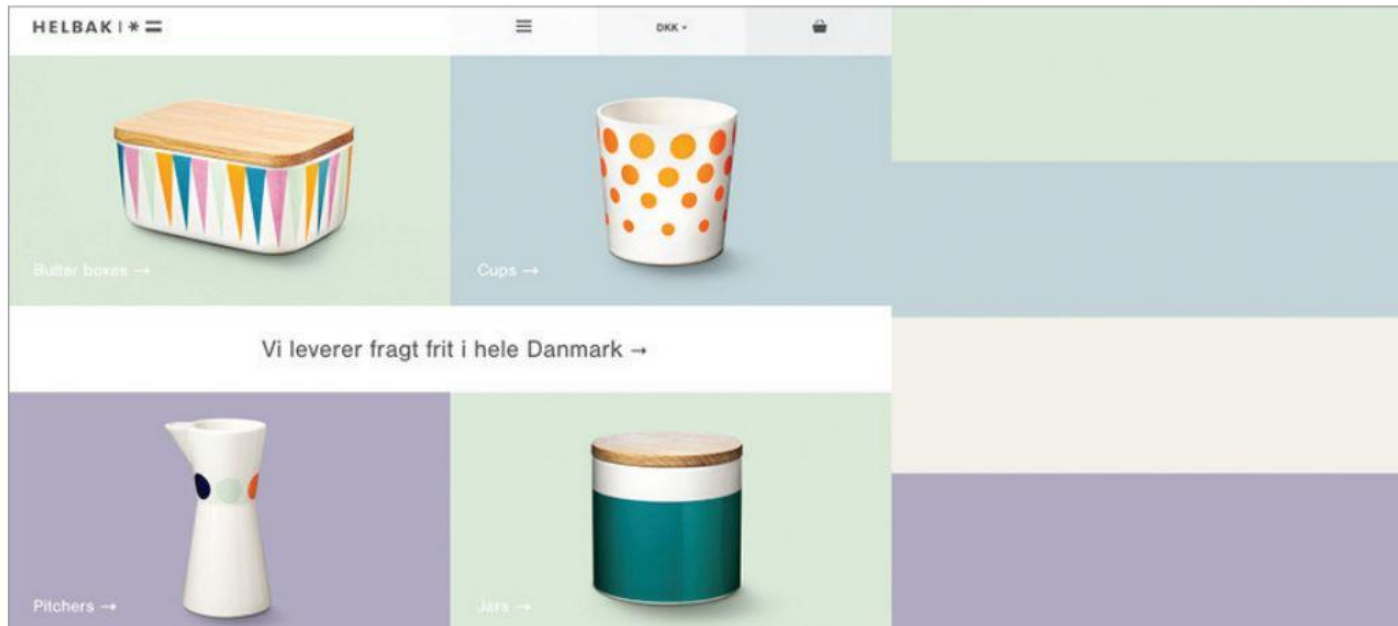 HELBAK
DKK
Butter boxes →
Cups →
Vi leverer fragt frit i hele Danmark →
Pitchers →
Jars →